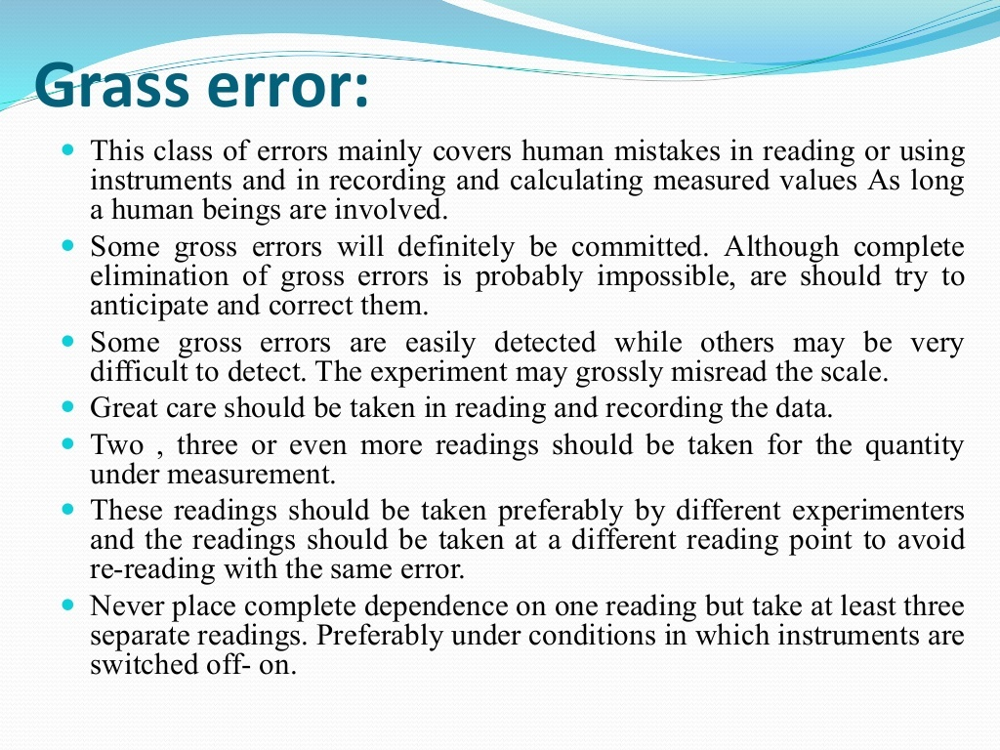 Grass error:
• This class of errors mainly covers human mistakes in reading or using
instruments and in recording and calculating measured values As long
a human beings are involved.
• Some gross errors will definitely be committed. Although complete
elimination of gross errors is probably impossible, are should try to
anticipate and correct them.
• Some gross errors are easily detected while others may be very
difficult to detect. The experiment may grossly misread the scale.
• Great care should be taken in reading and recording the data.
• Two , three or even more readings should be taken for the quantity
under measurement.
• These readings should be taken preferably by different experimenters
and the readings should be taken at a different reading point to avoid
re-reading with the same error.
• Never place complete dependence on one reading but take at least three
separate readings. Preferably under conditions in which instruments are
switched off- on.